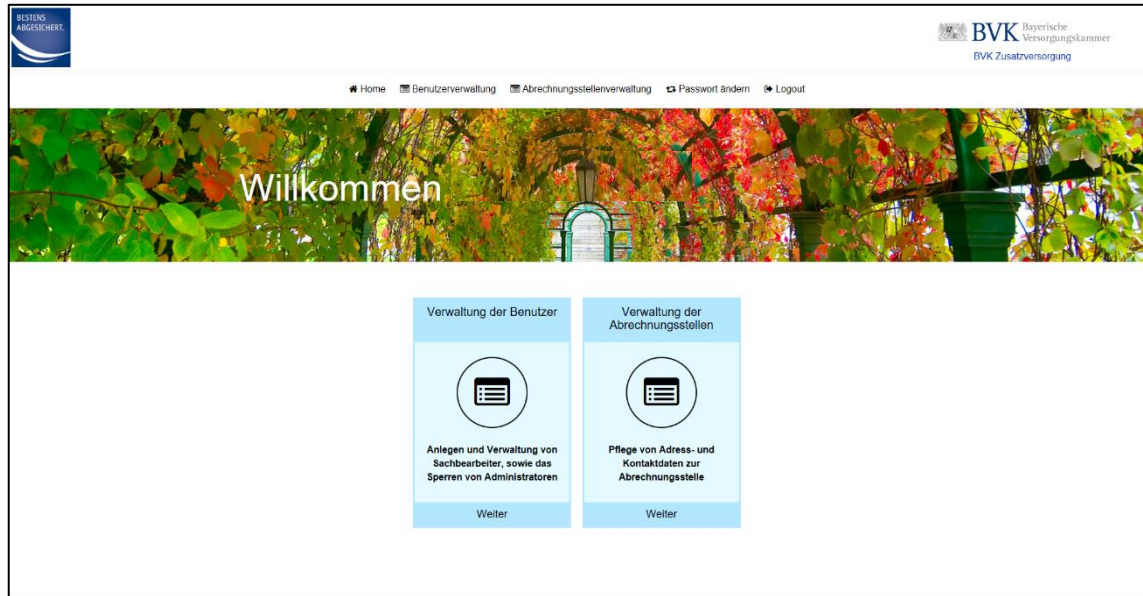 BESTENS
ABGESICHERT.
BVK Bayerische
Versorgungskammer
BVK Zusatzversorgung
Home Benutzerverwaltung Abrechnungsstellenverwaltung Passwort ändern Logout
Willkommen
Verwaltung der Benutzer
Anlegen und Verwaltung von
Sachbearbeiter, sowie das
Sperren von Administratoren
Weiter
Verwaltung der
Abrechnungsstellen
Pflege von Adress- und
Kontaktdaten zur
Abrechnungsstelle
Weiter